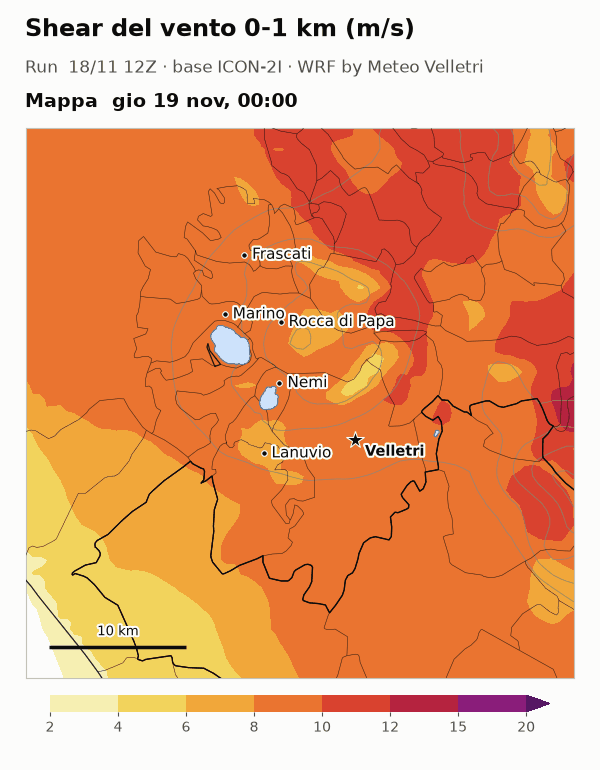 Shear del vento 0-1 km (m/s)
Run  18/11 12Z · base ICON-2I · WRF by Meteo Velletri
Mappa  gio 19 nov, 00:00
Frascati
Marino
Rocca di Papa
Nemi
Velletri
Lanuvio
10 km
2 4 6 8 10 12 15 20